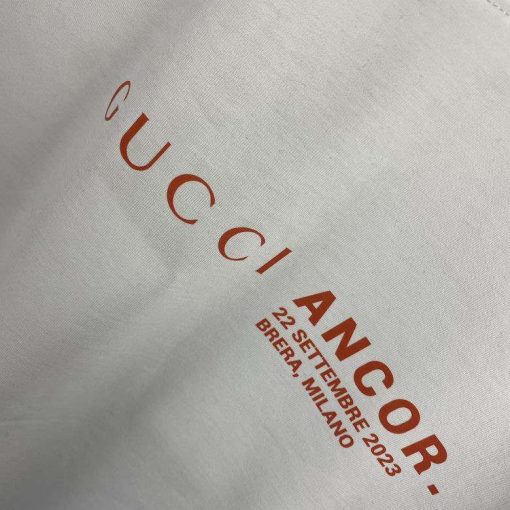 GUCCI
ANCOR.
22 SETTEMBRE 2023
BRERA, MILANO